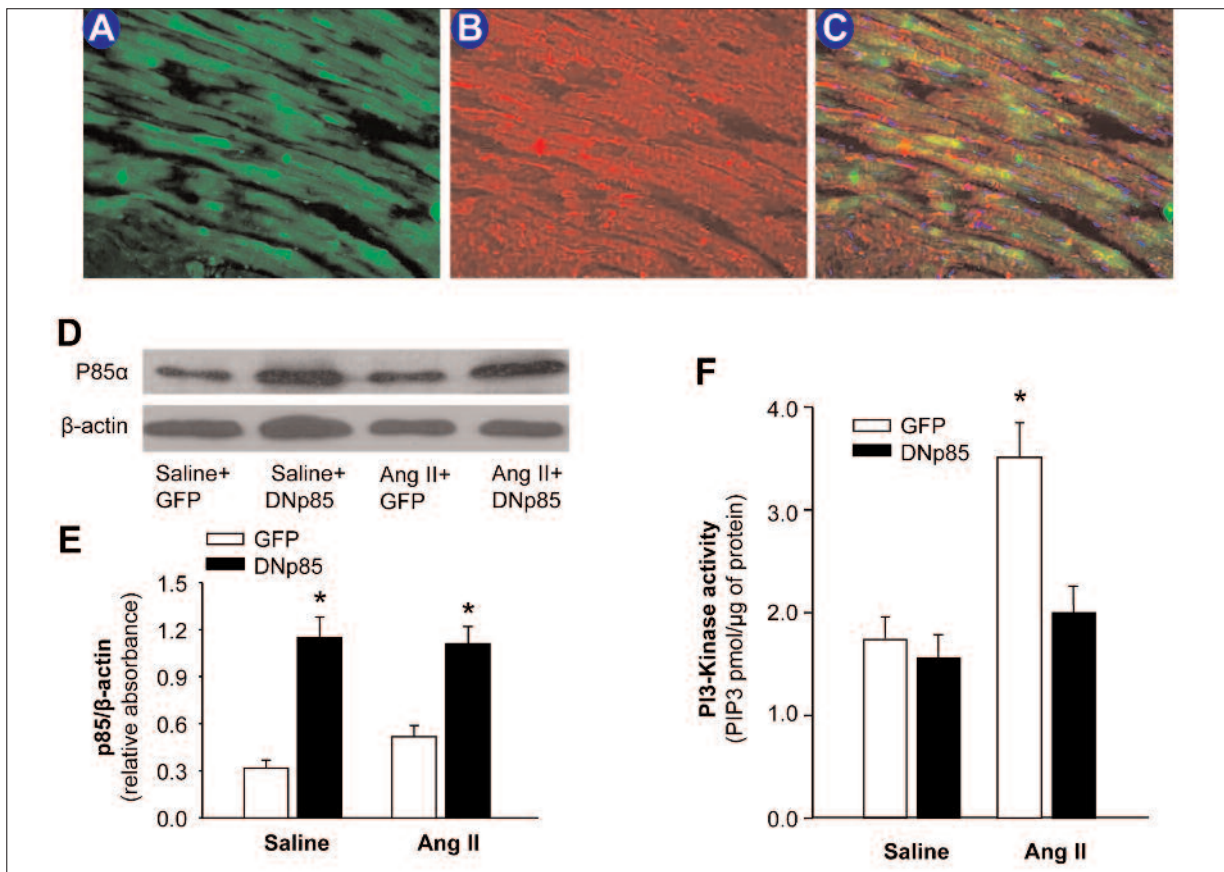 A
B
C
D
P85α
β-actin
Saline+
GFP
Saline+
DNp85
Ang II+
GFP
Ang II+
DNp85
E
GFP
DNp85
p85/β-actin
(relative absorbance)
1.5
*
*
1.2
0.6
0.3
0.0
Saline
Ang II
F
4.0
GFP
DNp85
*
PI3-Kinase activity
(PIP3 pmol/µg of protein)
3.0
2.0
1.0
0.0
Saline
Ang II